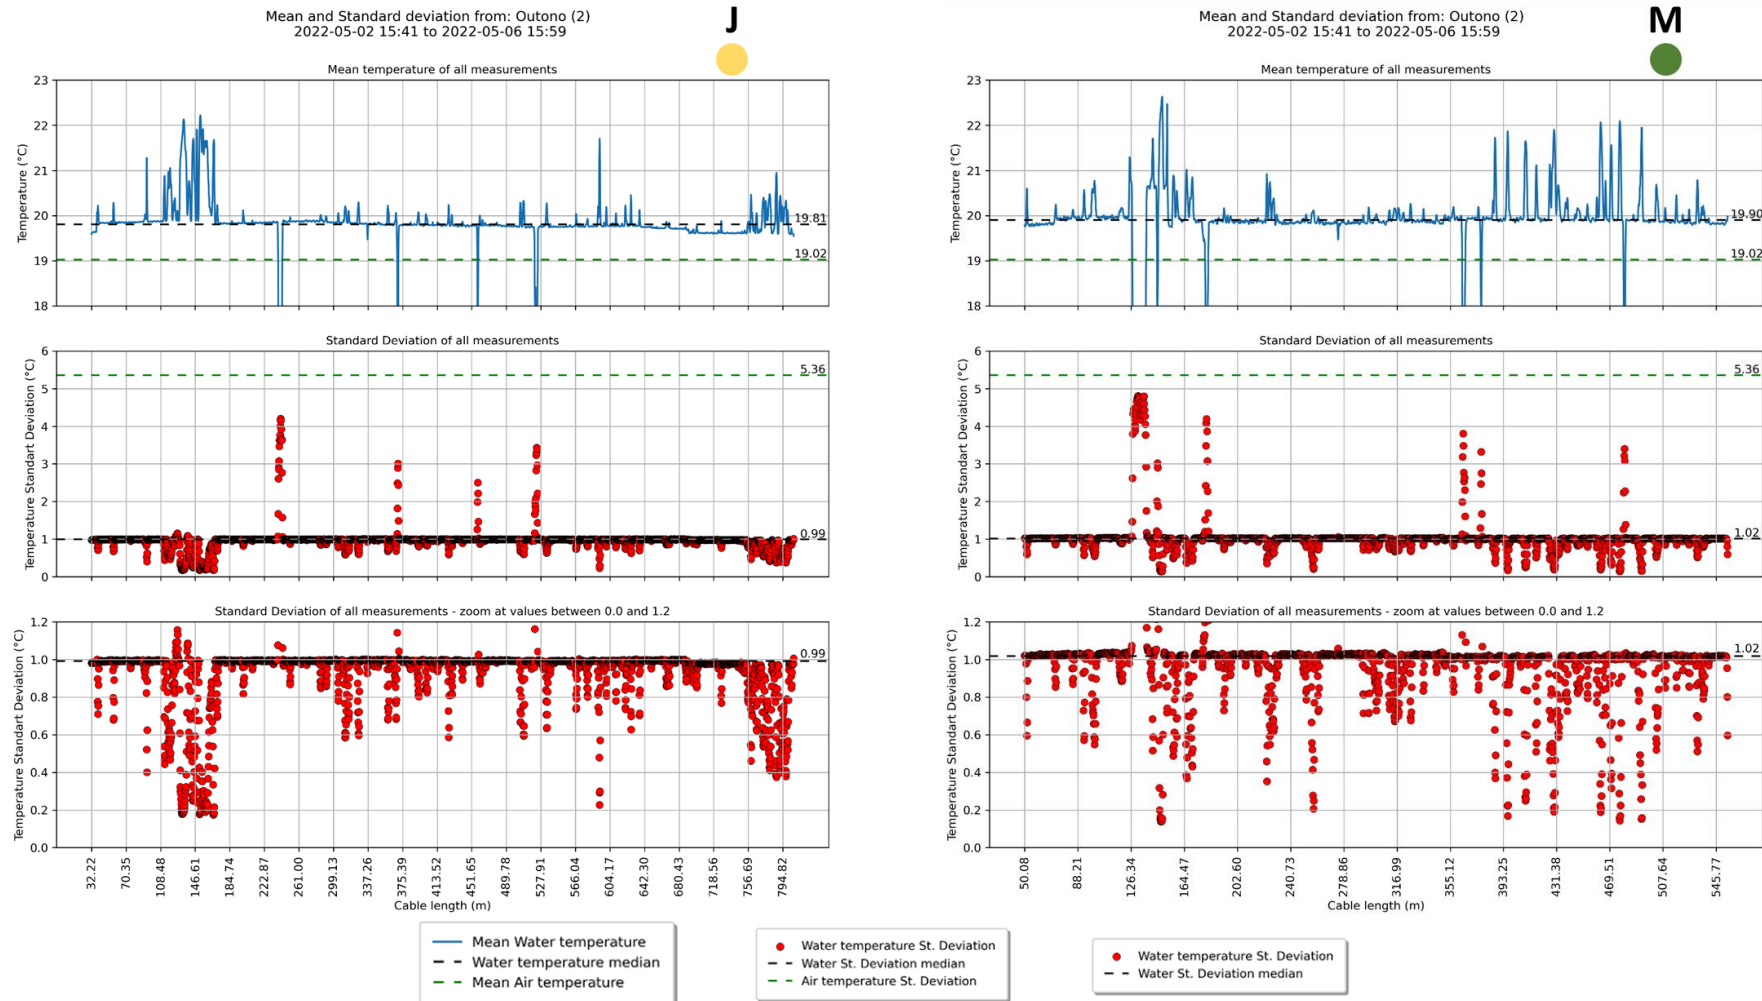 Mean and Standard deviation from: Outono (2)
2022-05-02 15:41 to 2022-05-06 15:59
J
Mean temperature of all measurements
Temperature (°C)
23
22
21
20
19
18
19.81
19.02
Standard Deviation of all measurements
Temperature Standart Deviation (°C)
6
5
4
3
2
1
0
5.36
0.99
Standard Deviation of all measurements - zoom at values between 0.0 and 1.2
Temperature Standart Deviation (°C)
1.2
1.0
0.8
0.6
0.4
0.2
0.0
0.99
32.22 70.35 108.48 146.61 184.74 222.87 261.00 299.13 337.26 375.39 413.52 451.65 489.78 527.91 566.04 604.17 642.30 680.43 718.56 756.69 794.82
Cable length (m)
Mean and Standard deviation from: Outono (2)
2022-05-02 15:41 to 2022-05-06 15:59
M
Mean temperature of all measurements
Temperature (°C)
23
22
21
20
19
18
19.90
19.02
Standard Deviation of all measurements
Temperature Standart Deviation (°C)
6
5
4
3
2
1
0
5.36
1.02
Standard Deviation of all measurements - zoom at values between 0.0 and 1.2
Temperature Standart Deviation (°C)
1.2
1.0
0.8
0.6
0.4
0.2
0.0
1.02
50.08 88.21 126.34 164.47 202.60 240.73 278.86 316.99 355.12 393.25 431.38 469.51 507.64 545.77
Cable length (m)
Mean Water temperature
Water temperature median
Mean Air temperature
Water temperature St. Deviation
Water St. Deviation median
Air temperature St. Deviation
Water temperature St. Deviation
Water St. Deviation median